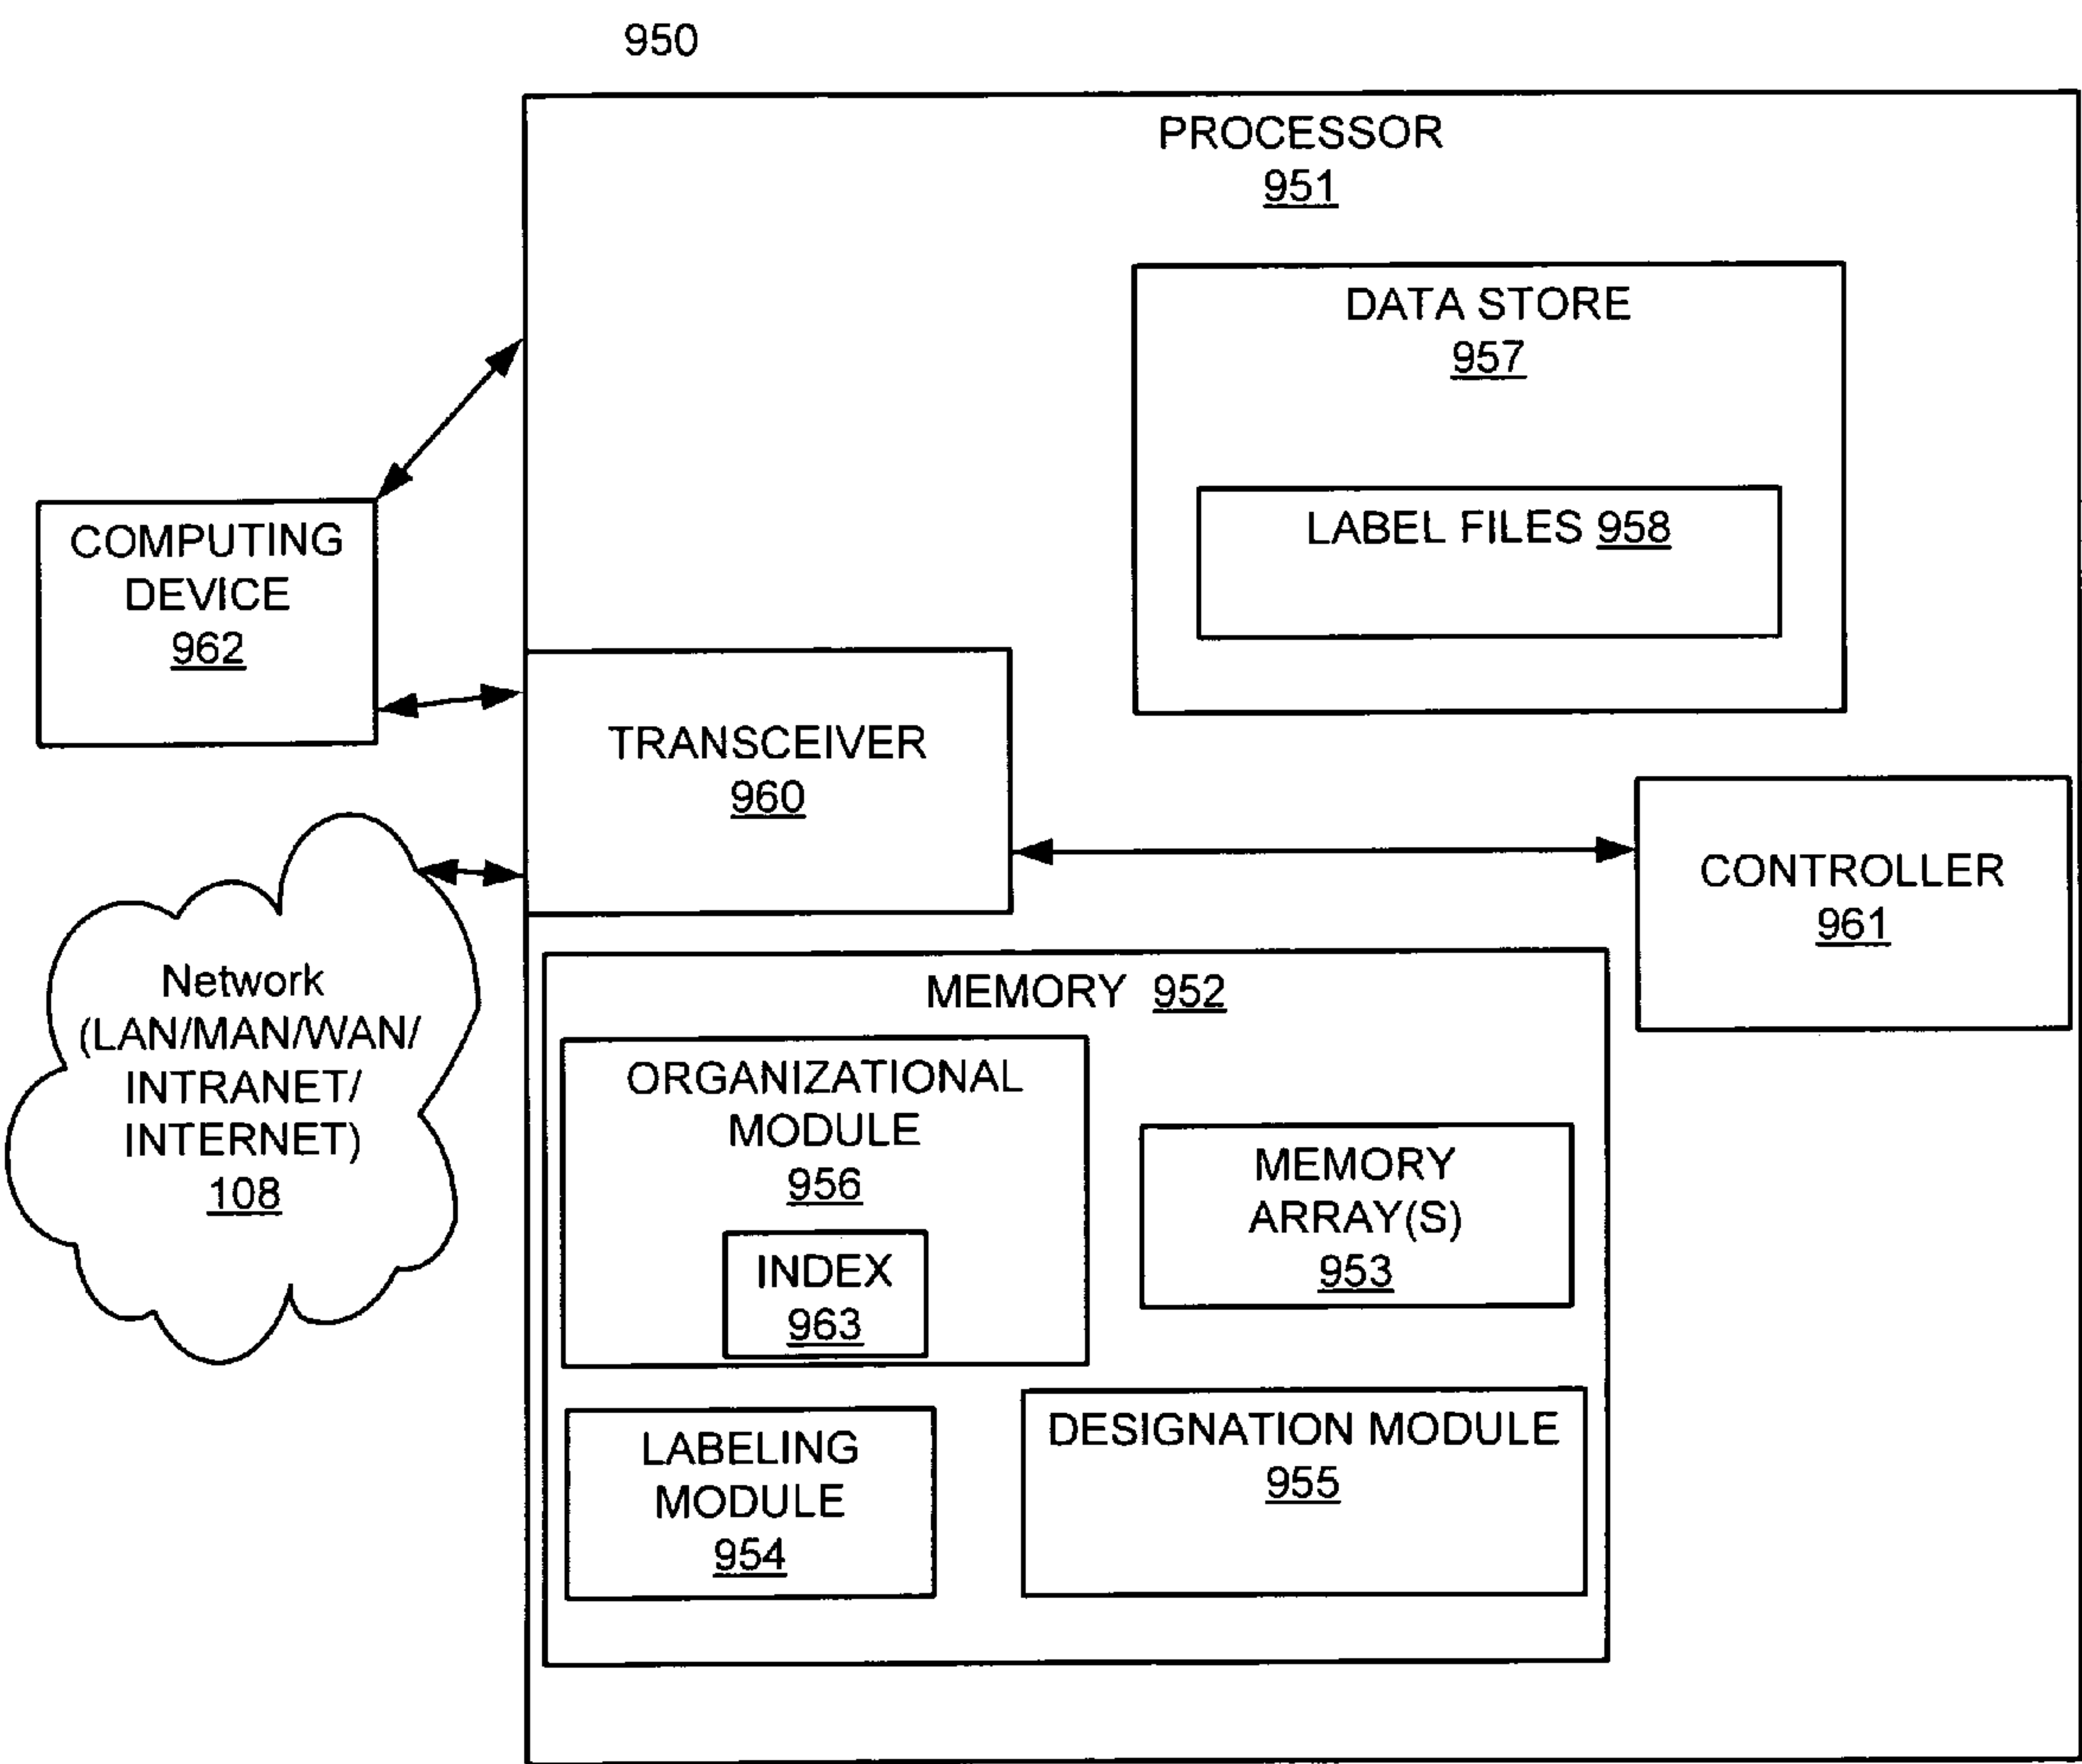 950
PROCESSOR
951
DATA STORE
957
LABEL FILES 958
COMPUTING
DEVICE
962
TRANSCEIVER
960
CONTROLLER
961
Network
(LAN/MAN/WAN/
INTRANET/
INTERNET)
108
MEMORY 952
ORGANIZATIONAL
MODULE
956
INDEX
963
MEMORY
ARRAY(S)
953
LABELING
MODULE
954
DESIGNATION MODULE
955